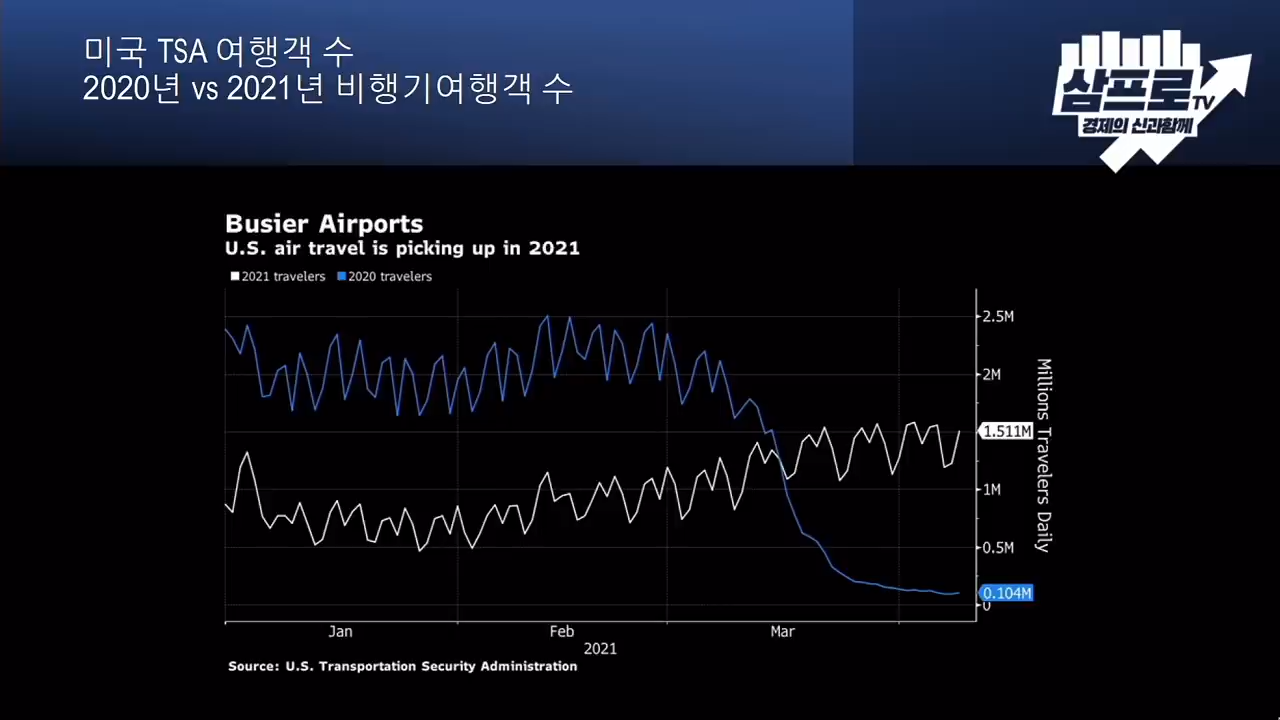 미국 TSA 여행객 수
2020년 vs 2021년 비행기여행객 수
삼프로TV
경제의 신과함께
Busier Airports
U.S. air travel is picking up in 2021
2021 travelers 2020 travelers
2.5M
2M
1.511M
1M
0.5M
0.104M
0
Millions Travelers Daily
Jan Feb Mar
2021
Source: U.S. Transportation Security Administration